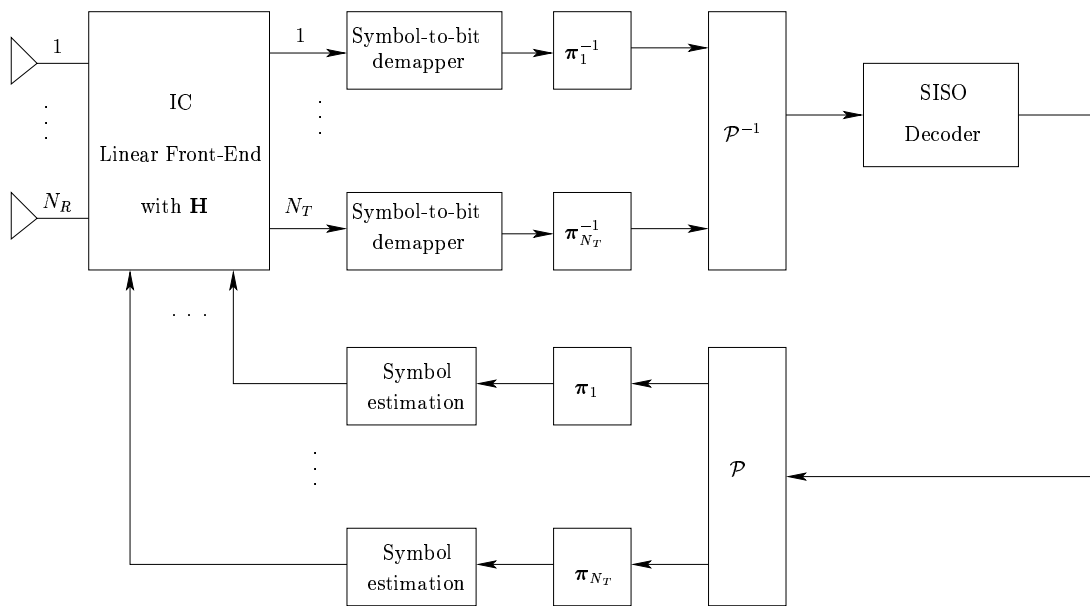 1
N_R
IC
Linear Front-End
with H
1
N_T
Symbol-to-bit
demapper
π_1^{-1}
Symbol-to-bit
demapper
π_{N_T}^{-1}
𝒫^{-1}
SISO
Decoder
Symbol
estimation
π_1
Symbol
estimation
π_{N_T}
𝒫